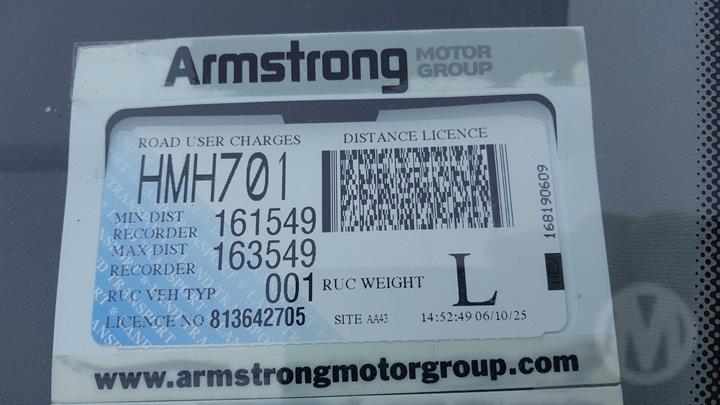 Armstrong MOTOR GROUP
ROAD USER CHARGES DISTANCE LICENCE
HMH701
MIN DIST RECORDER 161549
MAX DIST RECORDER 163549
RUC VEH TYP 001 RUC WEIGHT L
LICENCE NO 813642705 SITE AA43 14:52:49 06/10/25
168190609
www.armstrongmotorgroup.com
M